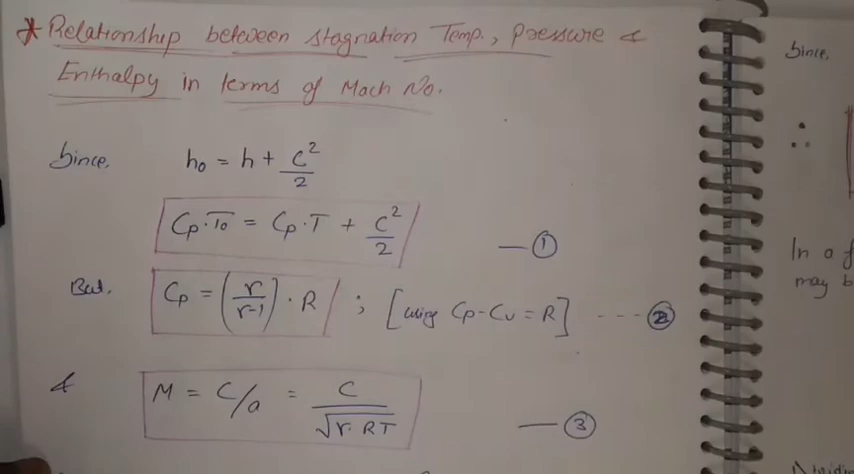 * Relationship between stagnation Temp., Pressure &
Enthalpy in terms of Mach No.
Since, h₀ = h + c²/2
Cp·T₀ = Cp·T + c²/2 — ①
But, Cp = (r/r-1)·R ; [using Cp-Cv = R] --- ②
& M = C/a = C/√r·RT — ③
Since,
∴
In a f
may b